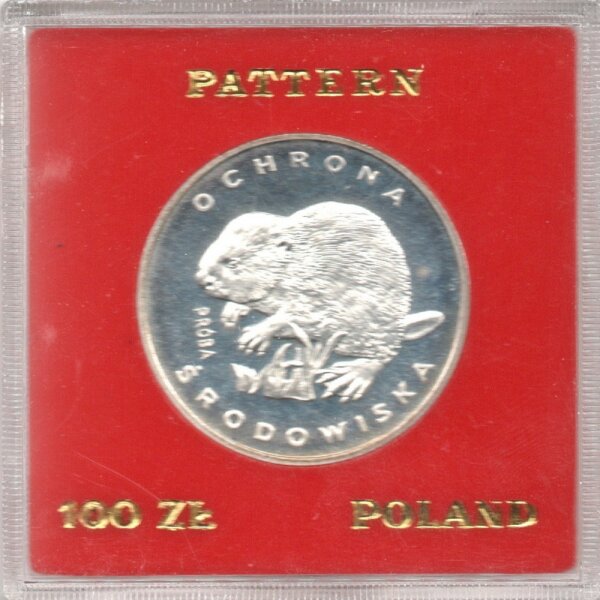 PATTERN
OCHRONA
PRÓBA
ŚRODOWISKA
100 ZŁ
POLAND